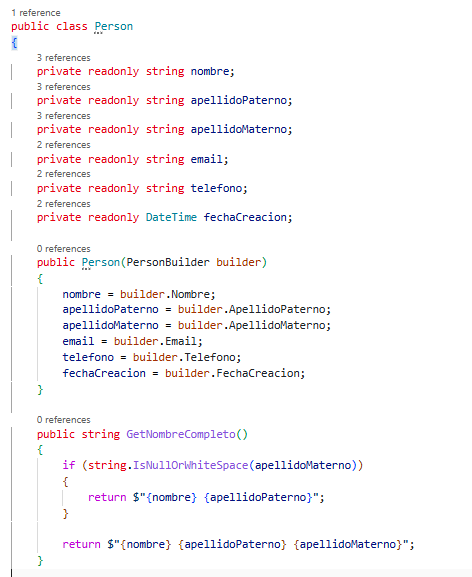 1 reference
public class Person
{
3 references
private readonly string nombre;
3 references
private readonly string apellidoPaterno;
3 references
private readonly string apellidoMaterno;
2 references
private readonly string email;
2 references
private readonly string telefono;
2 references
private readonly DateTime fechaCreacion;
0 references
public Person(PersonBuilder builder)
{
nombre = builder.Nombre;
apellidoPaterno = builder.ApellidoPaterno;
apellidoMaterno = builder.ApellidoMaterno;
email = builder.Email;
telefono = builder.Telefono;
fechaCreacion = builder.FechaCreacion;
}
0 references
public string GetNombreCompleto()
{
if (string.IsNullOrWhiteSpace(apellidoMaterno))
{
return $"{nombre} {apellidoPaterno}";
}
return $"{nombre} {apellidoPaterno} {apellidoMaterno}";
}